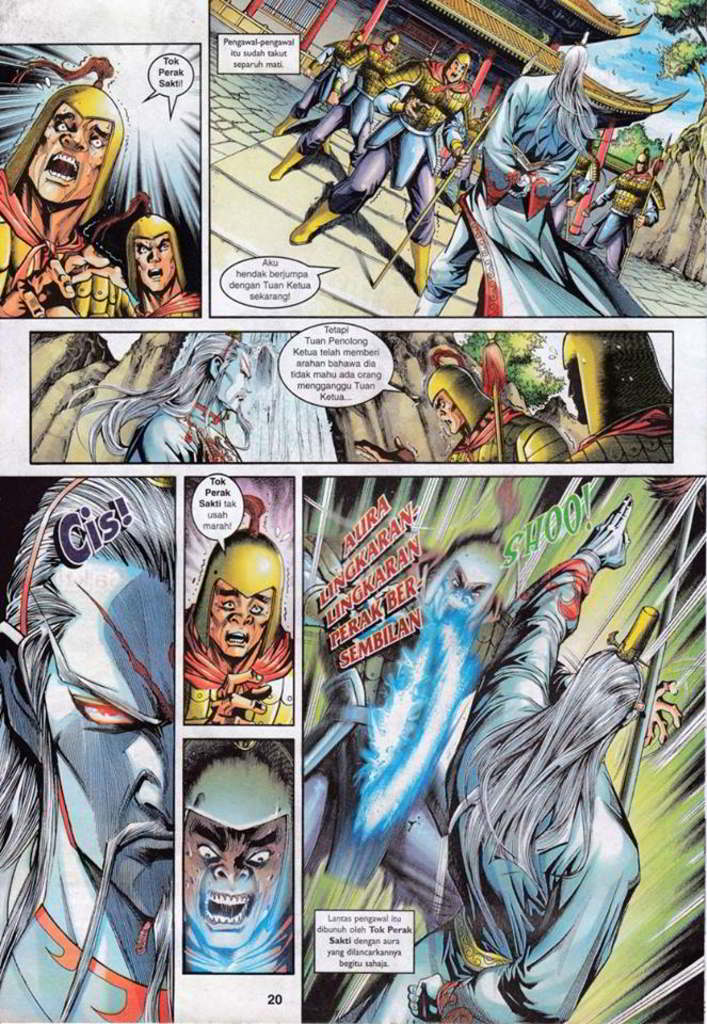 Tok
Perak
Sakti!
Pengawal-pengawal
itu sudah takut
separuh mati.
Aku
hendak berjumpa
dengan Tuan Ketua
sekarang!
Tetapi
Tuan Penolong
Ketua telah memberi
arahan bahawa dia
tidak mahu ada orang
mengganggu Tuan
Ketua...
Cis!
Tok
Perak
Sakti tak
usah
marah!
AURA
LINGKARAN-
LINGKARAN
PERAK BER-
SEMBILAN
SHOO!
Lantas pengawal itu
dibunuh oleh Tok Perak
Sakti dengan aura
yang dilancarkannya
begitu sahaja.
20